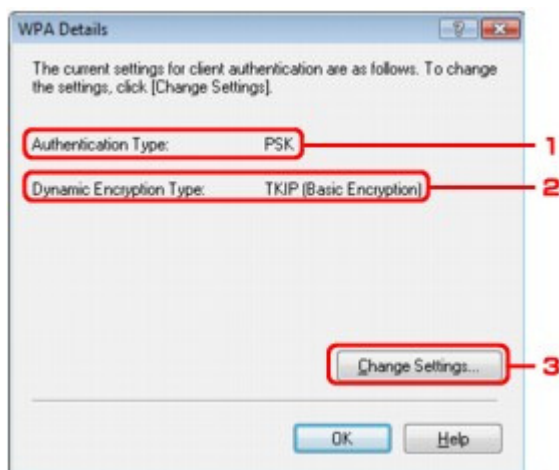 WPA Details
The current settings for client authentication are as follows. To change
the settings, click [Change Settings].
Authentication Type: PSK 1
Dynamic Encryption Type: TKIP (Basic Encryption) 2
Change Settings... 3
OK Help